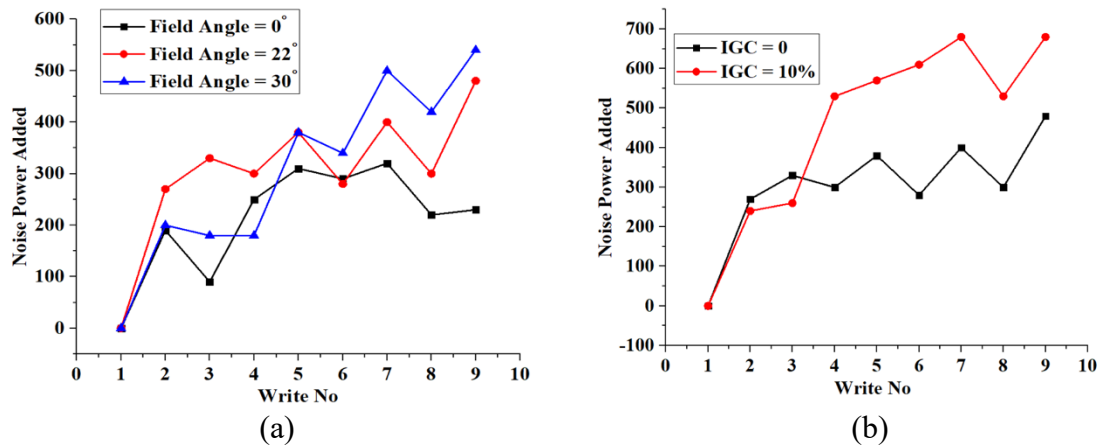 Field Angle = 0°
Field Angle = 22°
Field Angle = 30°
600
500
400
300
200
100
0
Noise Power Added
0 1 2 3 4 5 6 7 8 9 10
Write No
(a)
IGC = 0
IGC = 10%
700
600
500
400
300
200
100
0
-100
Noise Power Added
0 1 2 3 4 5 6 7 8 9 10
Write No
(b)